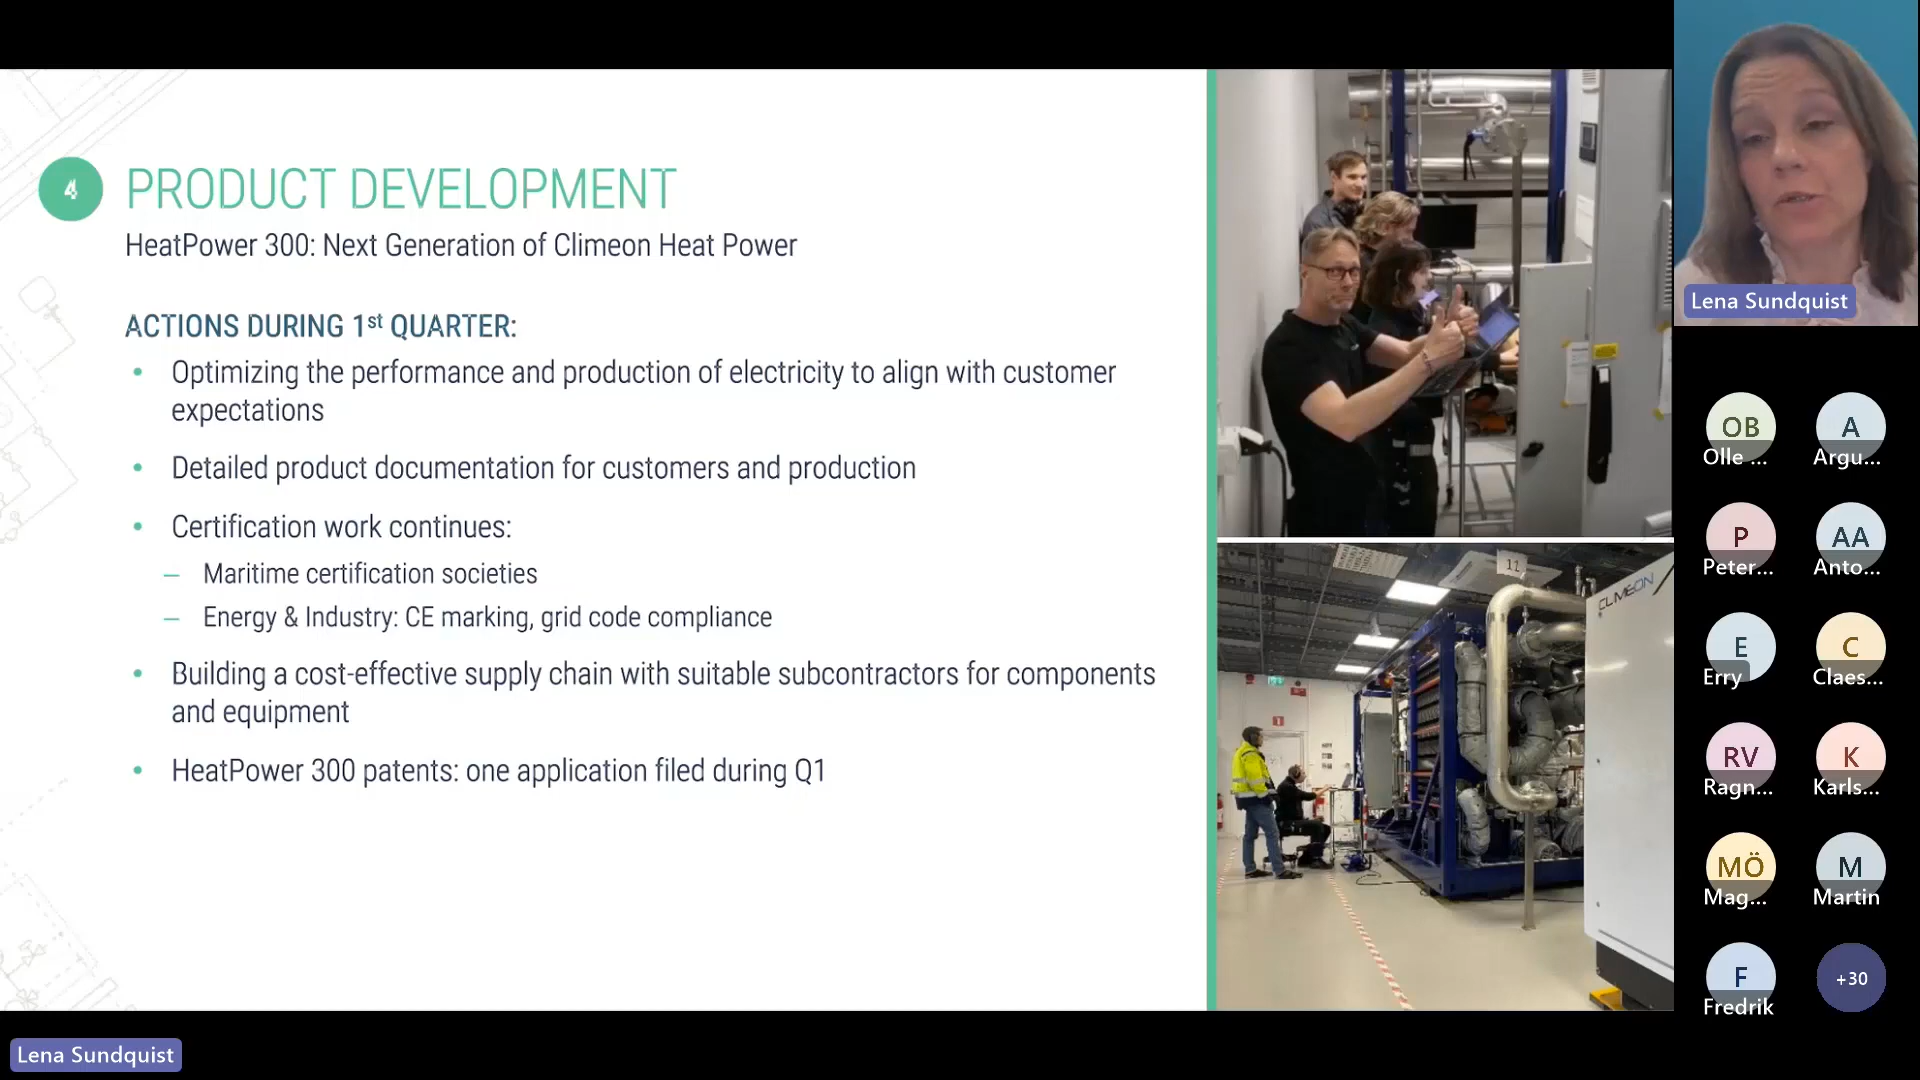 4
PRODUCT DEVELOPMENT
HeatPower 300: Next Generation of Climeon Heat Power
ACTIONS DURING 1st QUARTER:
• Optimizing the performance and production of electricity to align with customer
expectations
• Detailed product documentation for customers and production
• Certification work continues:
– Maritime certification societies
– Energy & Industry: CE marking, grid code compliance
• Building a cost-effective supply chain with suitable subcontractors for components
and equipment
• HeatPower 300 patents: one application filed during Q1
11
CLIMEON
Lena Sundquist
OB
Olle ...
A
Argu...
P
Peter...
AA
Anto...
E
Erry
C
Claes...
RV
Ragn...
K
Karls...
MÖ
Mag...
M
Martin
F
Fredrik
+30
Lena Sundquist